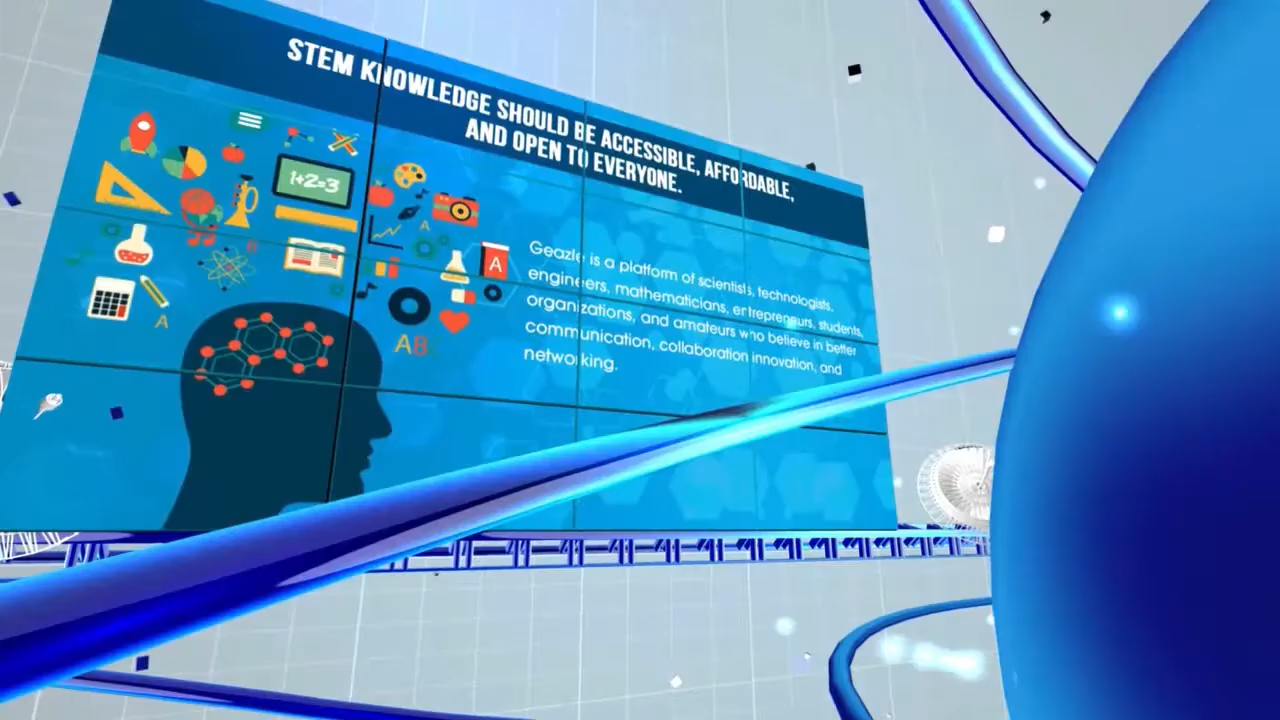 STEM KNOWLEDGE SHOULD BE ACCESSIBLE, AFFORDABLE,
AND OPEN TO EVERYONE.
1+2=3
A
A
B
A
AB
Geazle is a platform of scientists, technologists,
engineers, mathematicians, entrepreneurs, students,
organizations, and amateurs who believe in better
communication, collaboration innovation, and
networking.